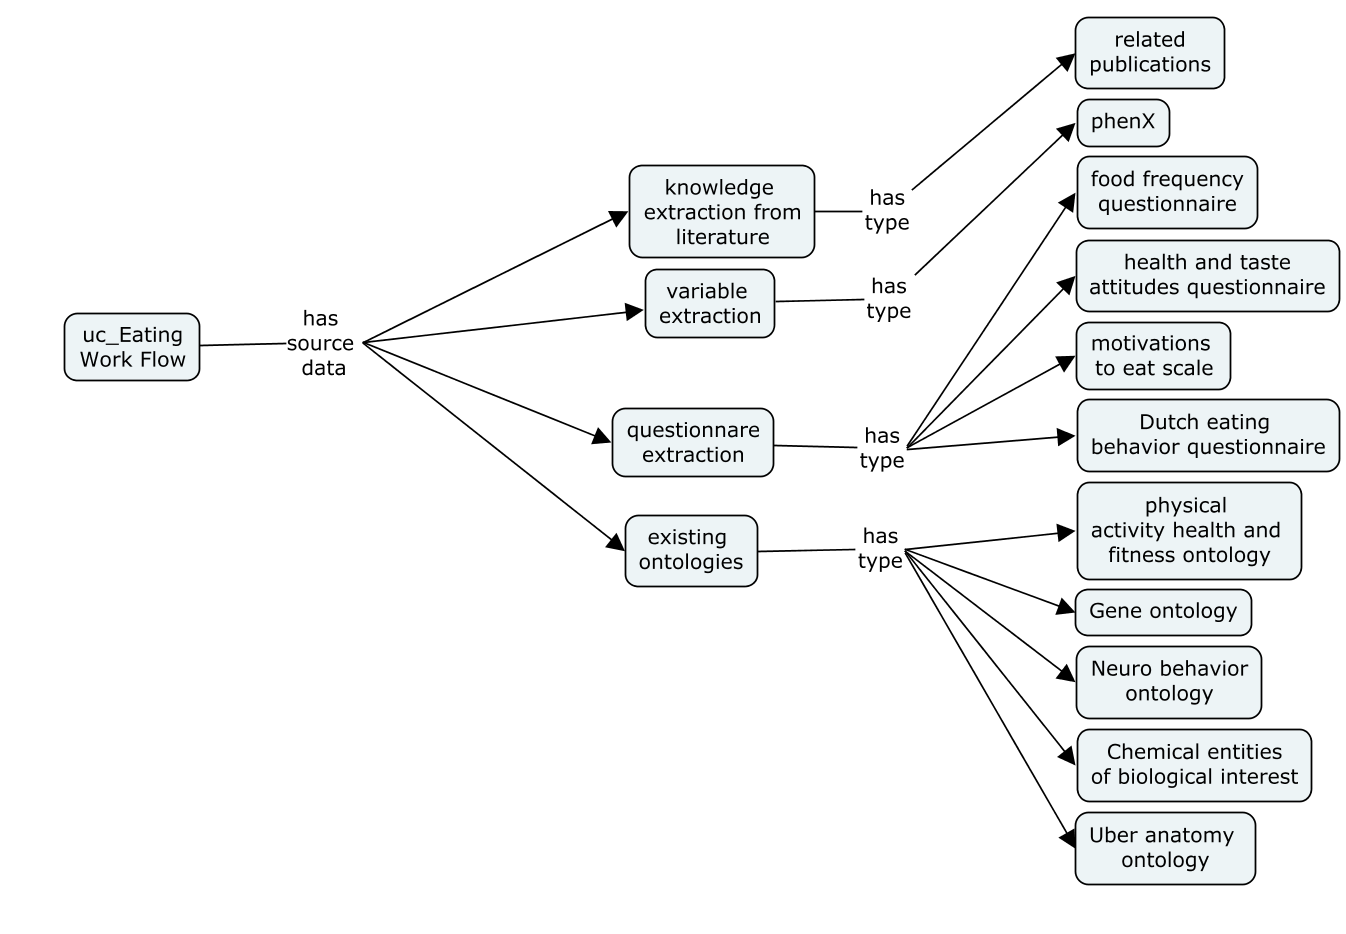 uc_Eating
Work Flow
has
source
data
knowledge
extraction from
literature
has
type
related
publications
variable
extraction
has
type
phenX
questionnare
extraction
has
type
food frequency
questionnaire
health and taste
attitudes questionnaire
motivations
to eat scale
Dutch eating
behavior questionnaire
existing
ontologies
has
type
physical
activity health and
fitness ontology
Gene ontology
Neuro behavior
ontology
Chemical entities
of biological interest
Uber anatomy
ontology